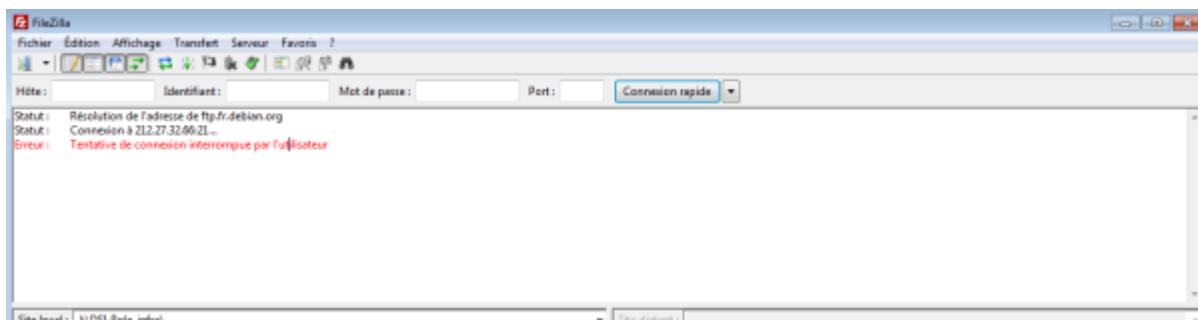 FileZilla
Fichier Édition Affichage Transfert Serveur Favoris ?
Hôte : Identifiant : Mot de passe : Port : Connexion rapide
Statut : Résolution de l'adresse de ftp.fr.debian.org
Statut : Connexion à 212.27.32.66:21...
Erreur : Tentative de connexion interrompue par l'utilisateur
Site local : Site distant :